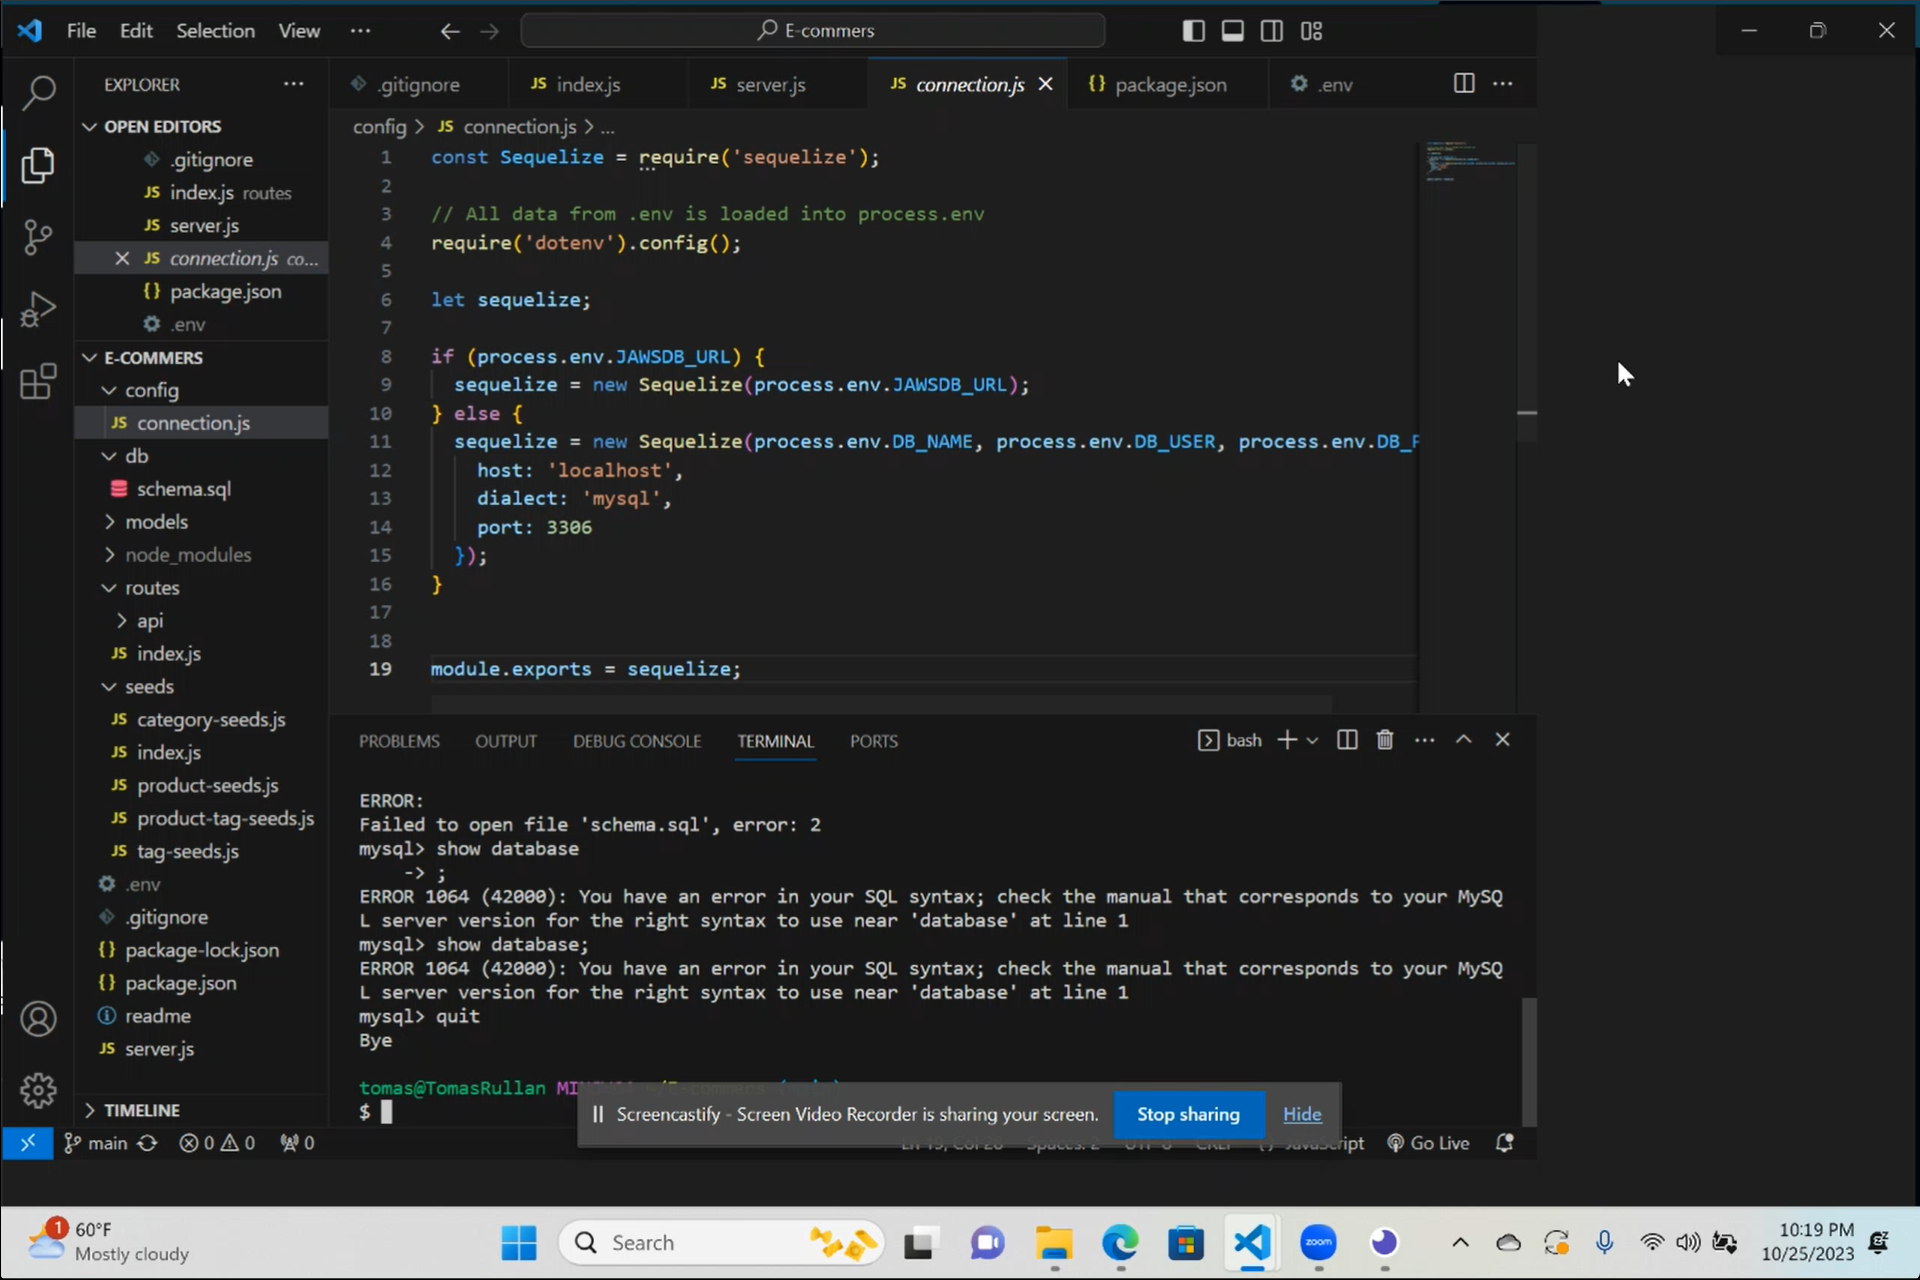 File Edit Selection View ··· E-commers
EXPLORER ···
OPEN EDITORS
.gitignore
JS index.js routes
JS server.js
JS connection.js co...
{} package.json
.env
E-COMMERS
config
JS connection.js
db
schema.sql
models
node_modules
routes
api
JS index.js
seeds
JS category-seeds.js
JS index.js
JS product-seeds.js
JS product-tag-seeds.js
JS tag-seeds.js
.env
.gitignore
{} package-lock.json
{} package.json
readme
JS server.js
TIMELINE
.gitignore JS index.js JS server.js JS connection.js {} package.json .env ···
config > JS connection.js > ...
1 const Sequelize = require('sequelize');
2
3 // All data from .env is loaded into process.env
4 require('dotenv').config();
5
6 let sequelize;
7
8 if (process.env.JAWSDB_URL) {
9 sequelize = new Sequelize(process.env.JAWSDB_URL);
10 } else {
11 sequelize = new Sequelize(process.env.DB_NAME, process.env.DB_USER, process.env.DB_
12 host: 'localhost',
13 dialect: 'mysql',
14 port: 3306
15 });
16 }
17
18
19 module.exports = sequelize;
PROBLEMS OUTPUT DEBUG CONSOLE TERMINAL PORTS bash ···
ERROR:
Failed to open file 'schema.sql', error: 2
mysql> show database
-> ;
ERROR 1064 (42000): You have an error in your SQL syntax; check the manual that corresponds to your MySQ
L server version for the right syntax to use near 'database' at line 1
mysql> show database;
ERROR 1064 (42000): You have an error in your SQL syntax; check the manual that corresponds to your MySQ
L server version for the right syntax to use near 'database' at line 1
mysql> quit
Bye
tomas@TomasRullan
$
Screencastify - Screen Video Recorder is sharing your screen. Stop sharing Hide
main 0 0 0 JavaScript Go Live
1 60°F
Mostly cloudy
Search
zoom
10:19 PM
10/25/2023